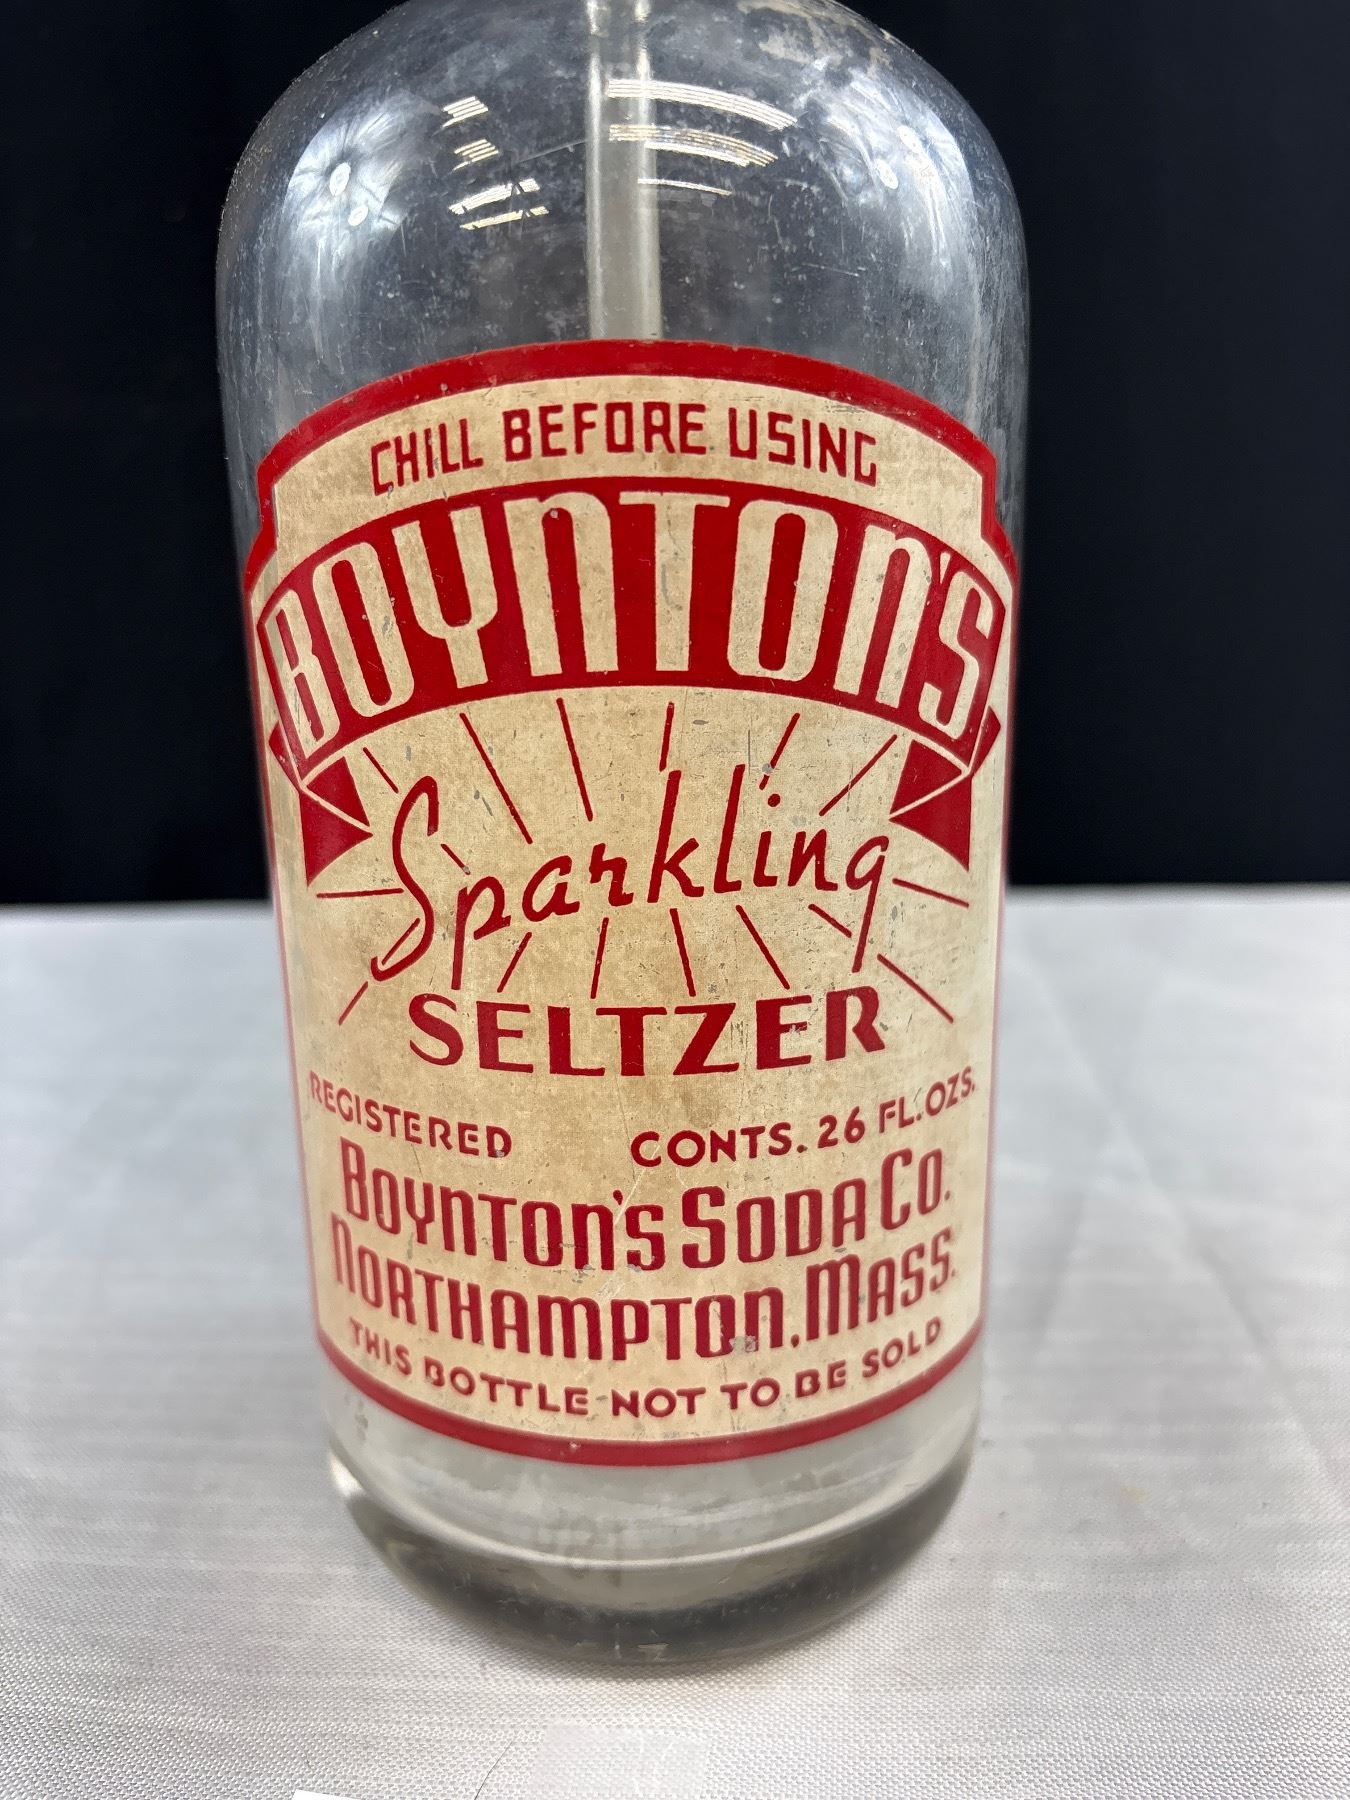 CHILL BEFORE USING
BOYNTON'S
Sparkling
SELTZER
REGISTERED CONTS. 26 FL. OZS.
BOYNTON'S SODA CO.
NORTHAMPTON, MASS.
THIS BOTTLE NOT TO BE SOLD